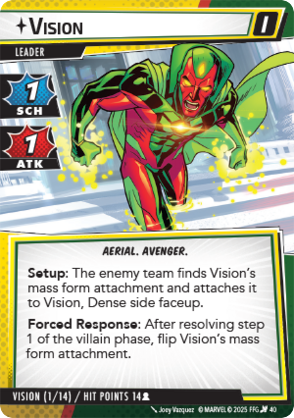 VISION
I
LEADER
1
SCH
1
ATK
AERIAL. AVENGER.
Setup: The enemy team finds Vision's
mass form attachment and attaches it
to Vision, Dense side faceup.
Forced Response: After resolving step
1 of the villain phase, flip Vision's mass
form attachment.
VISION (1/14) / HIT POINTS 14
Joey Vazquez © MARVEL © 2025 FFG 40